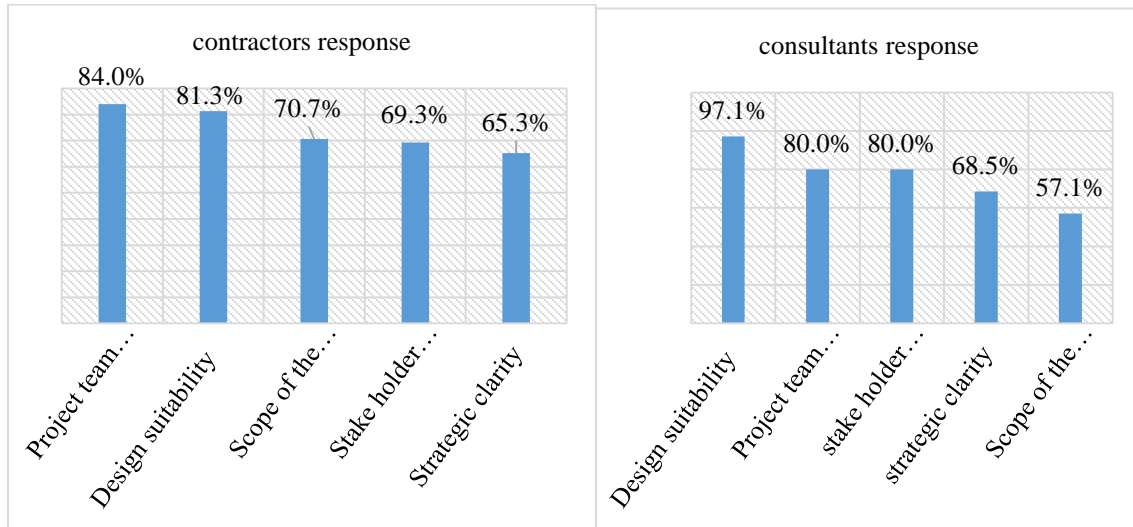 contractors response
84.0%
81.3%
70.7%
69.3%
65.3%
Project team…
Design suitability
Scope of the…
Stake holder…
Strategic clarity
consultants response
97.1%
80.0%
80.0%
68.5%
57.1%
Design suitability
Project team…
stake holder…
strategic clarity
Scope of the…